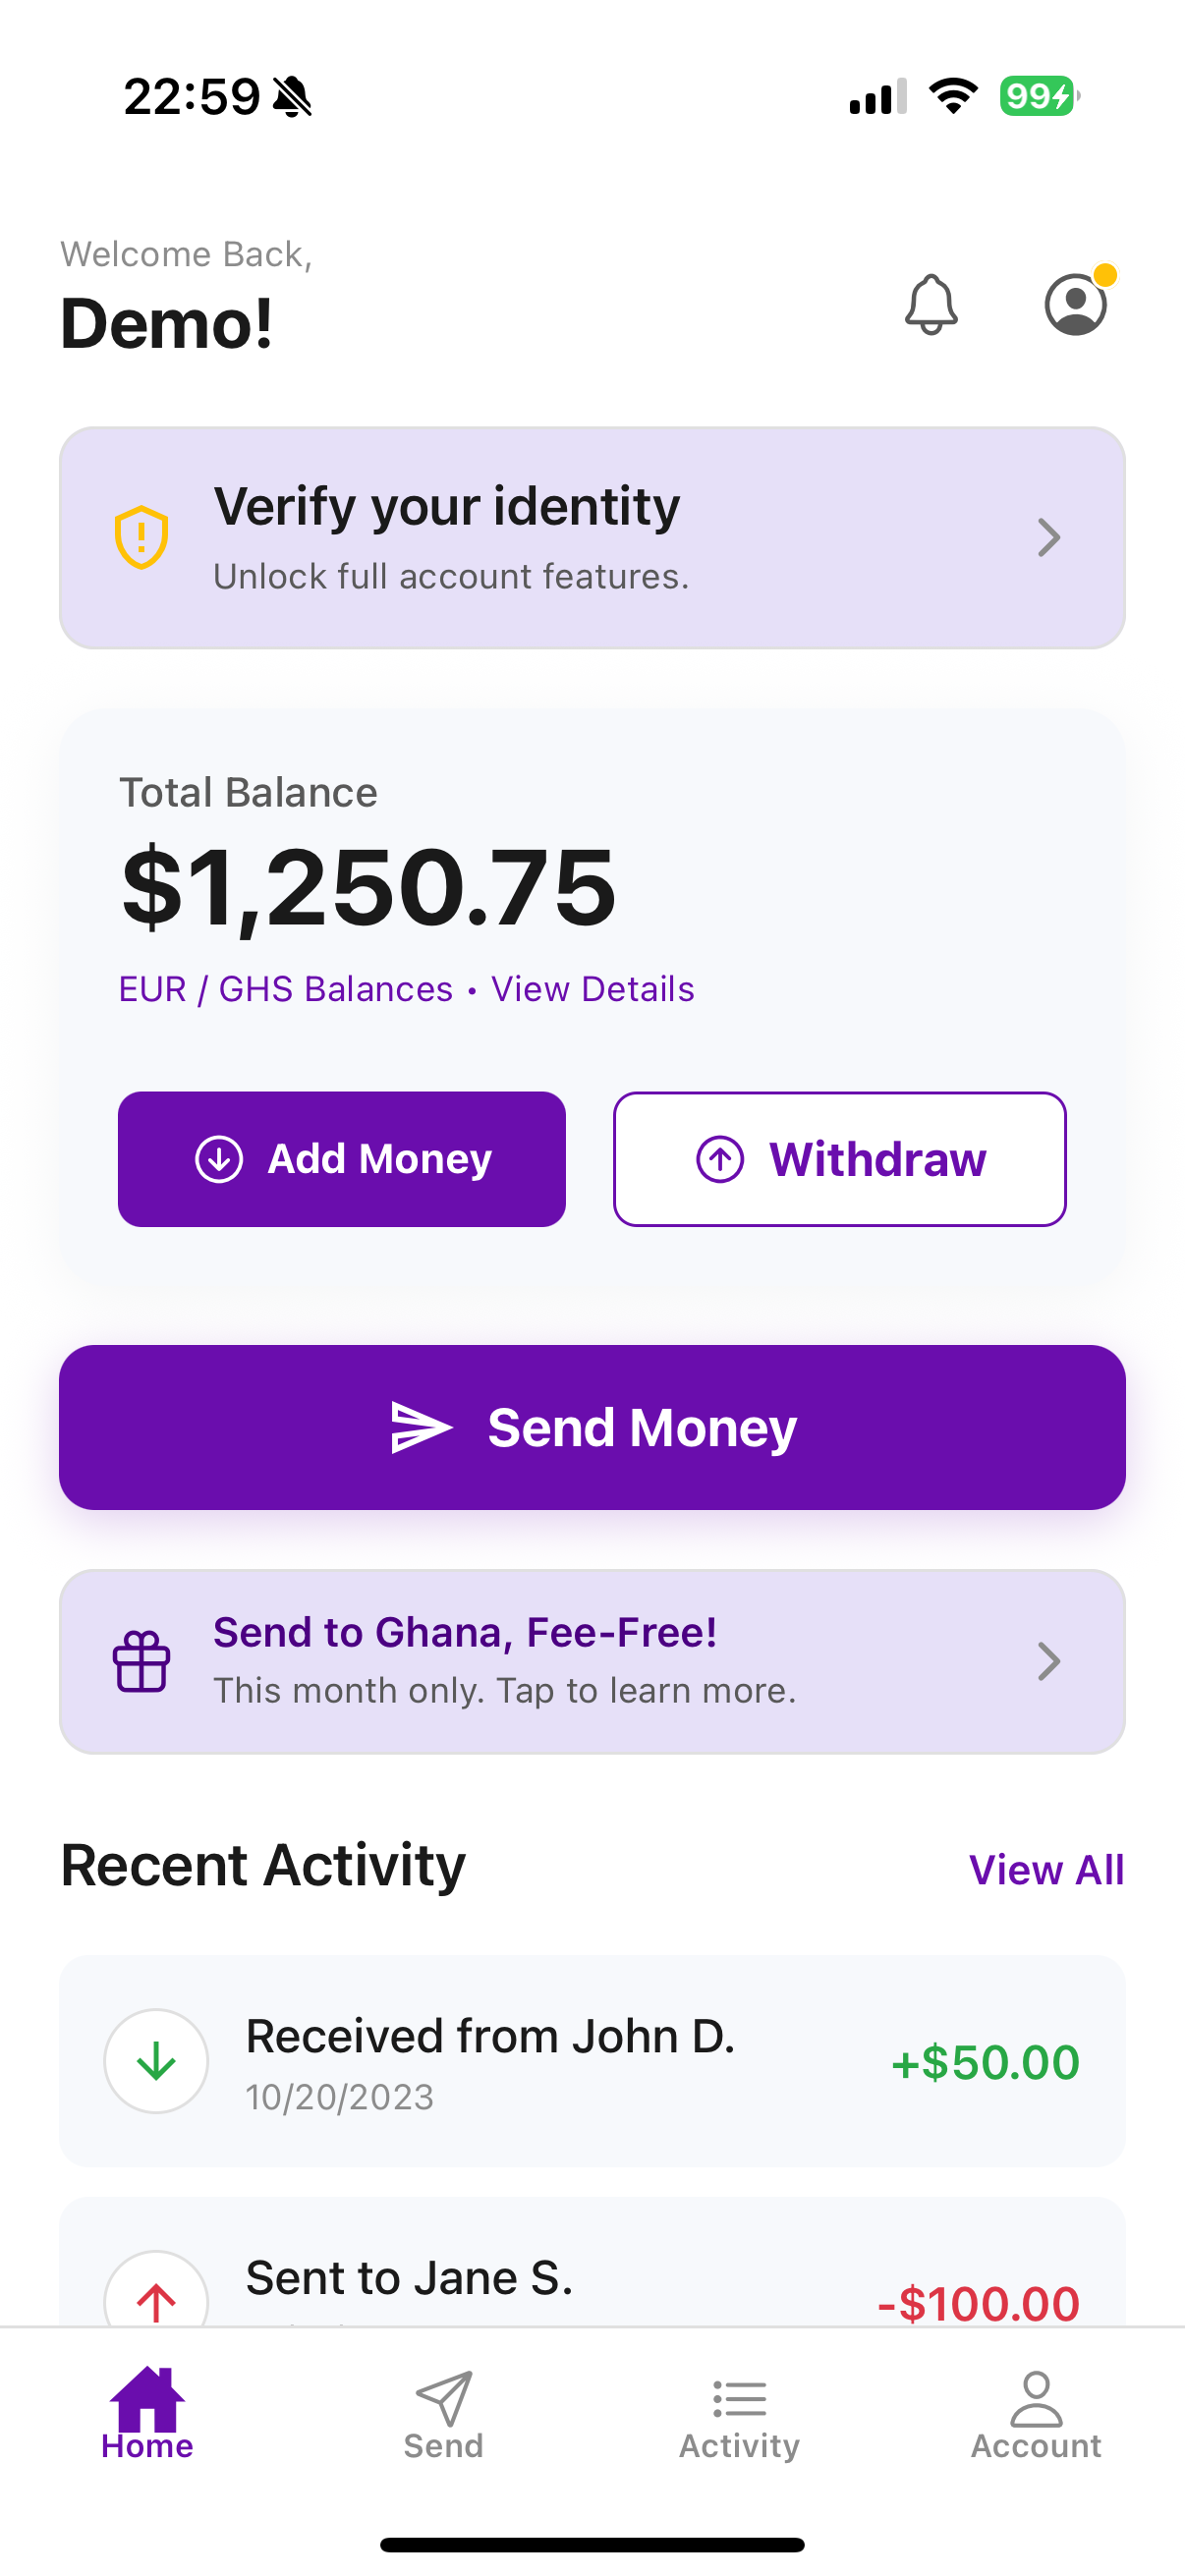 22:59
99
Welcome Back,
Demo!
Verify your identity
Unlock full account features.
Total Balance
$1,250.75
EUR / GHS Balances • View Details
Add Money
Withdraw
Send Money
Send to Ghana, Fee-Free!
This month only. Tap to learn more.
Recent Activity
View All
Received from John D.
10/20/2023
+$50.00
Sent to Jane S.
-$100.00
Home
Send
Activity
Account